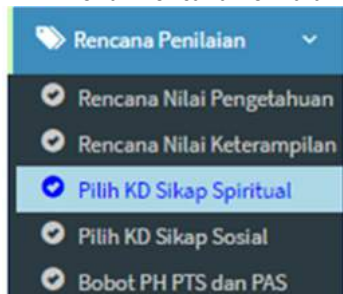 Rencana Penilaian
Rencana Nilai Pengetahuan
Rencana Nilai Keterampilan
Pilih KD Sikap Spiritual
Pilih KD Sikap Sosial
Bobot PH PTS dan PAS